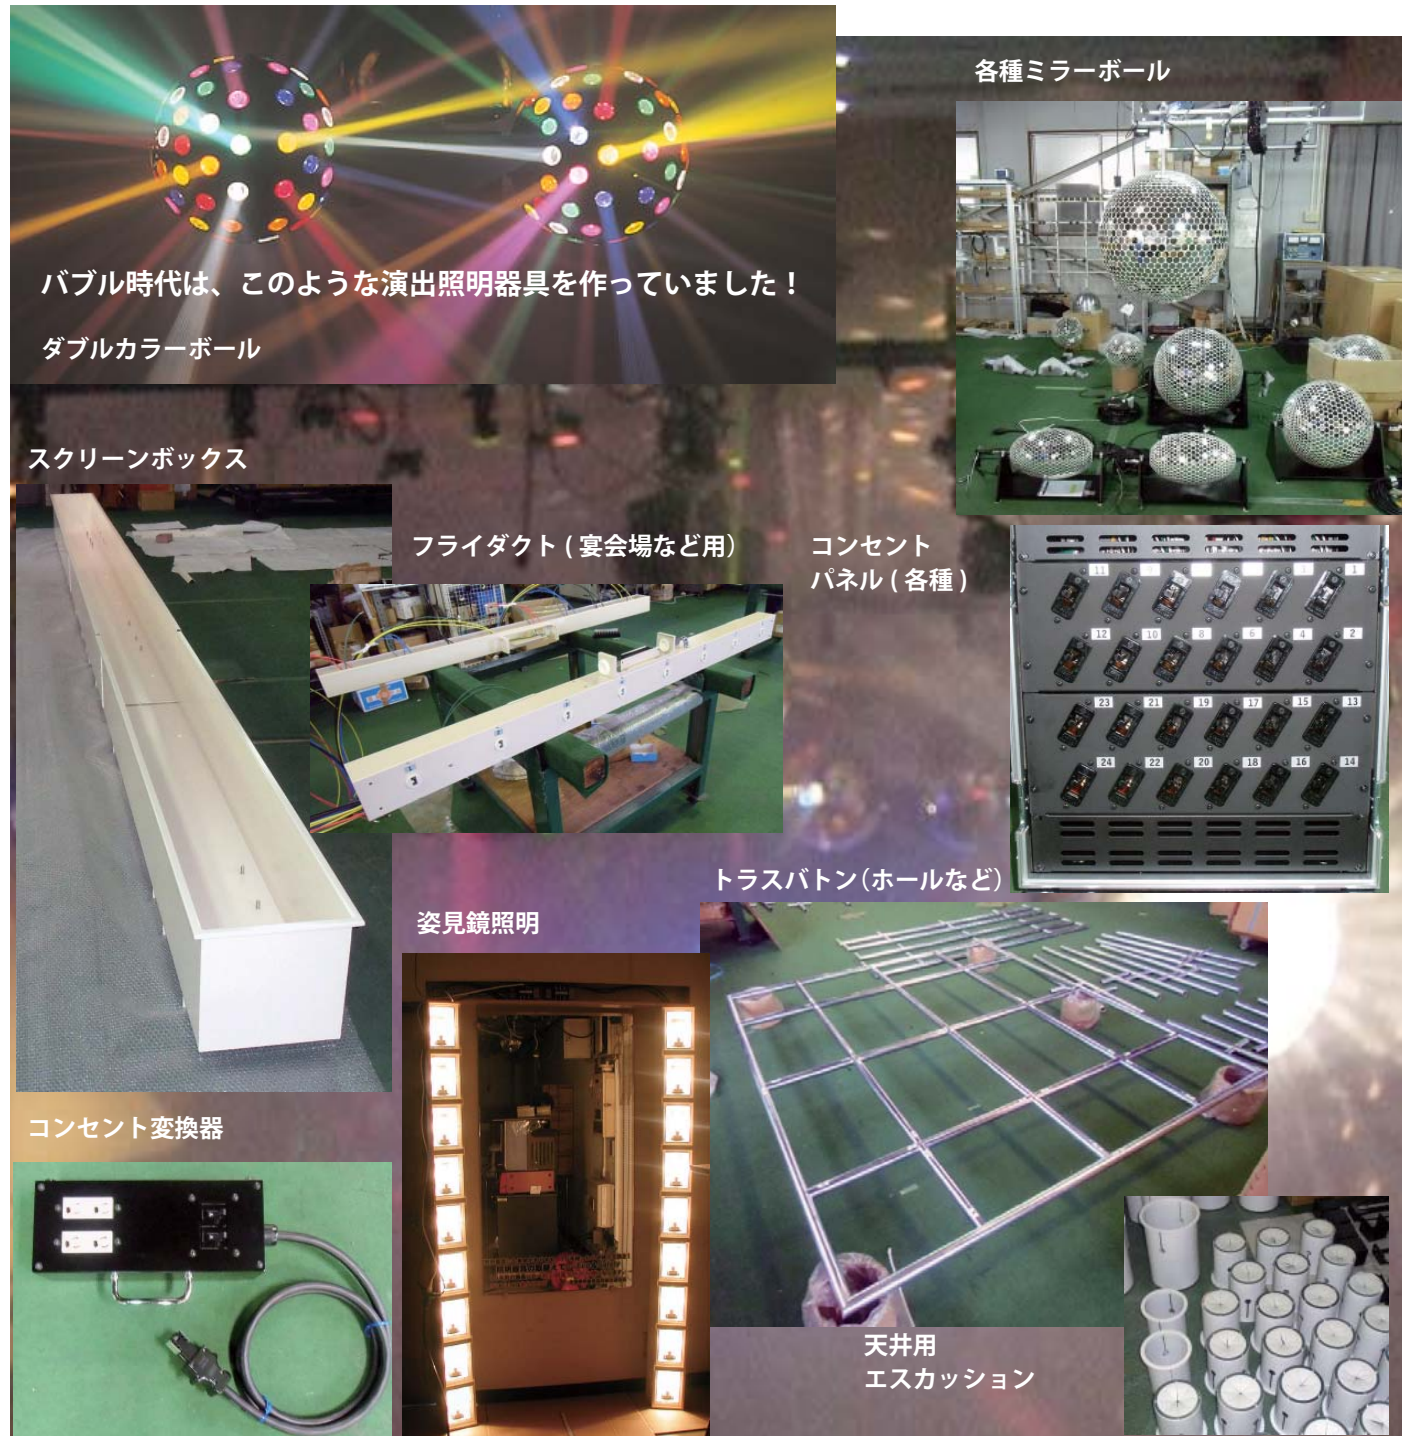 各種ミラーボール
バブル時代は、このような演出照明器具を作っていました！
ダブルカラーボール
スクリーンボックス
フライダクト ( 宴会場など用）
コンセント
パネル ( 各種 )
11
1
12
10
8
6
4
2
23
21
19
17
15
13
24
22
20
18
16
14
トラスバトン（ホールなど）
姿見鏡照明
コンセント変換器
天井用
エスカッション